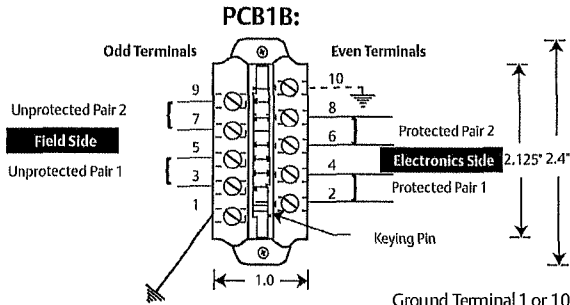 PCB1B:
Odd Terminals
Even Terminals
9
10
Unprotected Pair 2
7
8
Protected Pair 2
Field Side
6
5
Electronics Side
2.125" 2.4"
Unprotected Pair 1
3
4
Protected Pair 1
1
2
Keying Pin
1.0
Ground Terminal 1 or 10